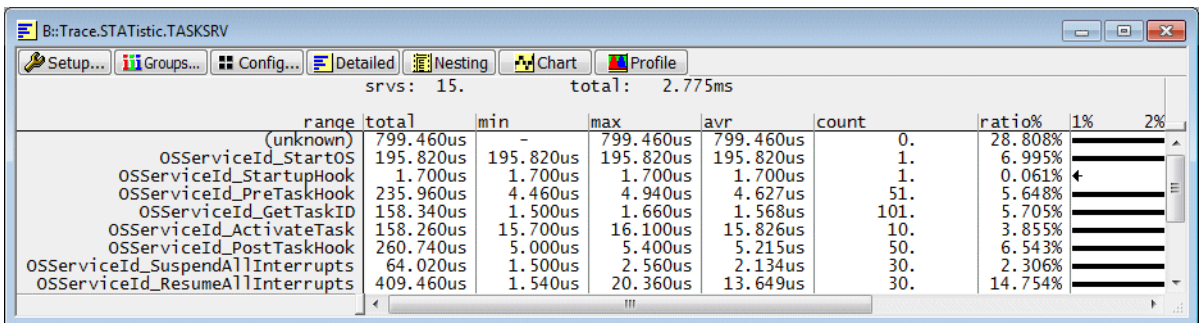 B::Trace.STATistic.TASKSRV
Setup... Groups... Config... Detailed Nesting Chart Profile
srvs: 15. total: 2.775ms
range total min max avr count ratio% 1% 2%
(unknown) 799.460us - 799.460us 799.460us 0. 28.808%
OSServiceId_StartOS 195.820us 195.820us 195.820us 195.820us 1. 6.995%
OSServiceId_StartupHook 1.700us 1.700us 1.700us 1.700us 1. 0.061%
OSServiceId_PreTaskHook 235.960us 4.460us 4.940us 4.627us 51. 5.648%
OSServiceId_GetTaskID 158.340us 1.500us 1.660us 1.568us 101. 5.705%
OSServiceId_ActivateTask 158.260us 15.700us 16.100us 15.826us 10. 3.855%
OSServiceId_PostTaskHook 260.740us 5.000us 5.400us 5.215us 50. 6.543%
OSServiceId_SuspendAllInterrupts 64.020us 1.500us 2.560us 2.134us 30. 2.306%
OSServiceId_ResumeAllInterrupts 409.460us 1.540us 20.360us 13.649us 30. 14.754%